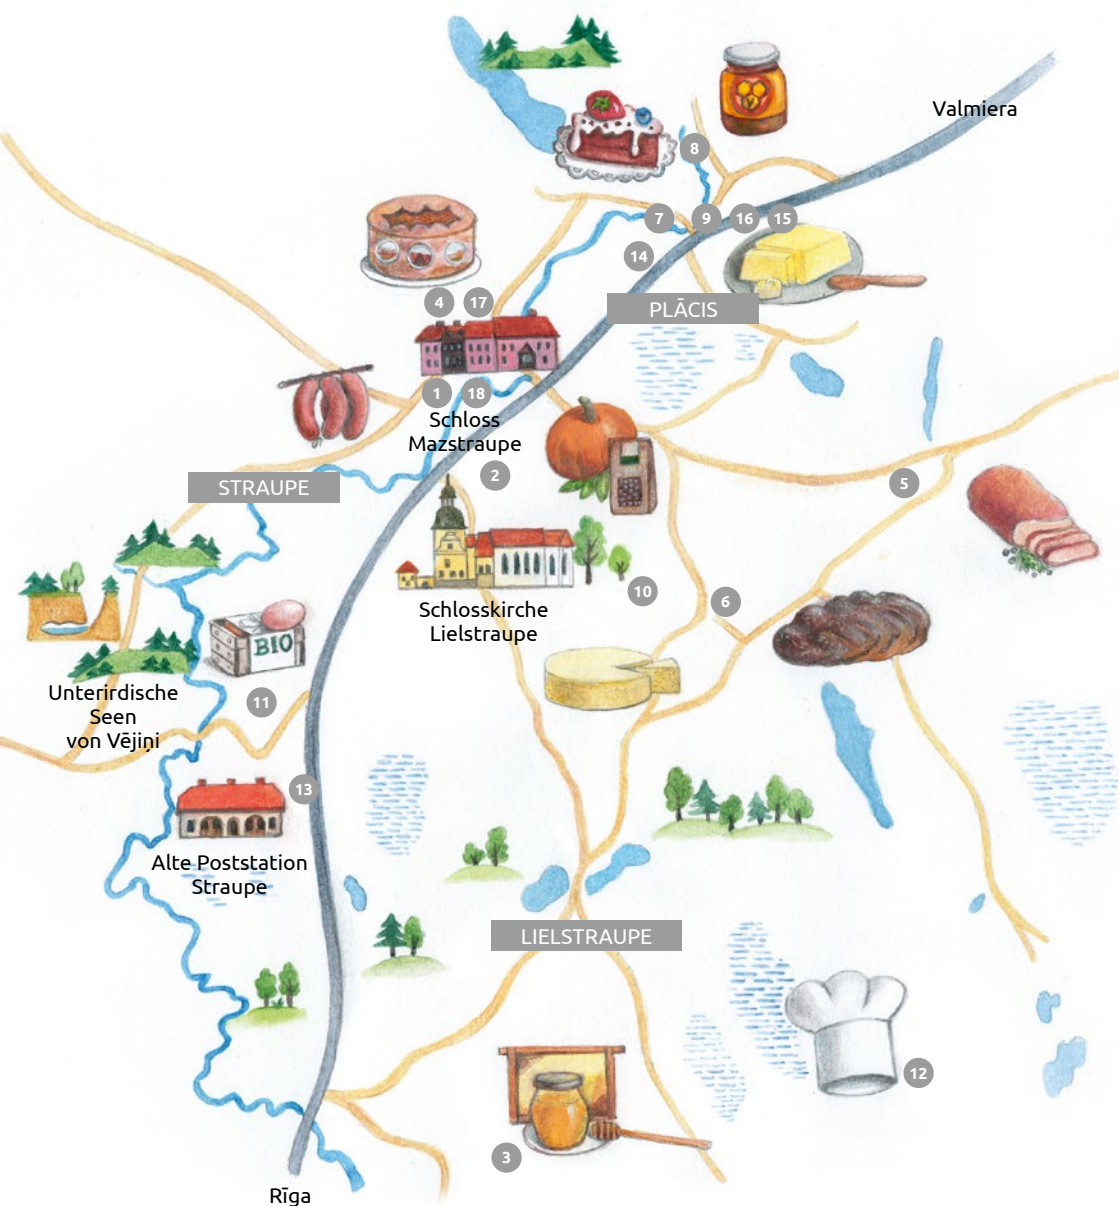 Valmiera
8
7
9
16
15
14
PLĀCIS
4
17
1
18
Schloss
Mazstraupe
2
STRAUPE
5
BIO
10
6
Schlosskirche
Lielstraupe
Unterirdische
Seen
von Vējiņi
11
13
Alte Poststation
Straupe
LIELSTRAUPE
12
3
Rīga